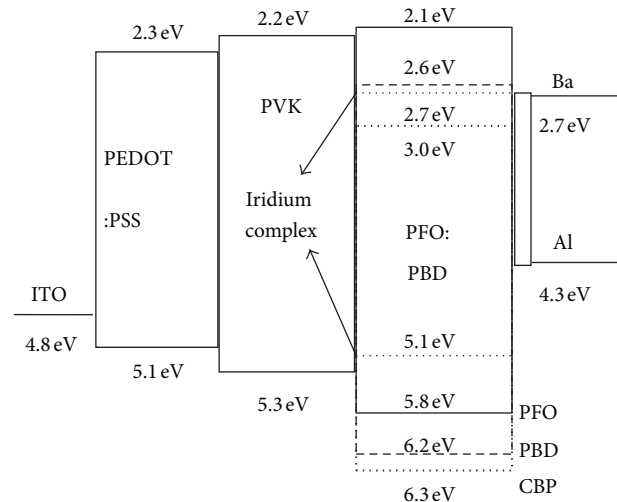 2.3 eV
2.2 eV
2.1 eV
2.6 eV
Ba
PVK
2.7 eV
2.7 eV
PEDOT
:PSS
3.0 eV
Iridium
complex
PFO:
PBD
Al
ITO
4.3 eV
4.8 eV
5.1 eV
5.1 eV
5.3 eV
5.8 eV
PFO
6.2 eV
PBD
6.3 eV
CBP